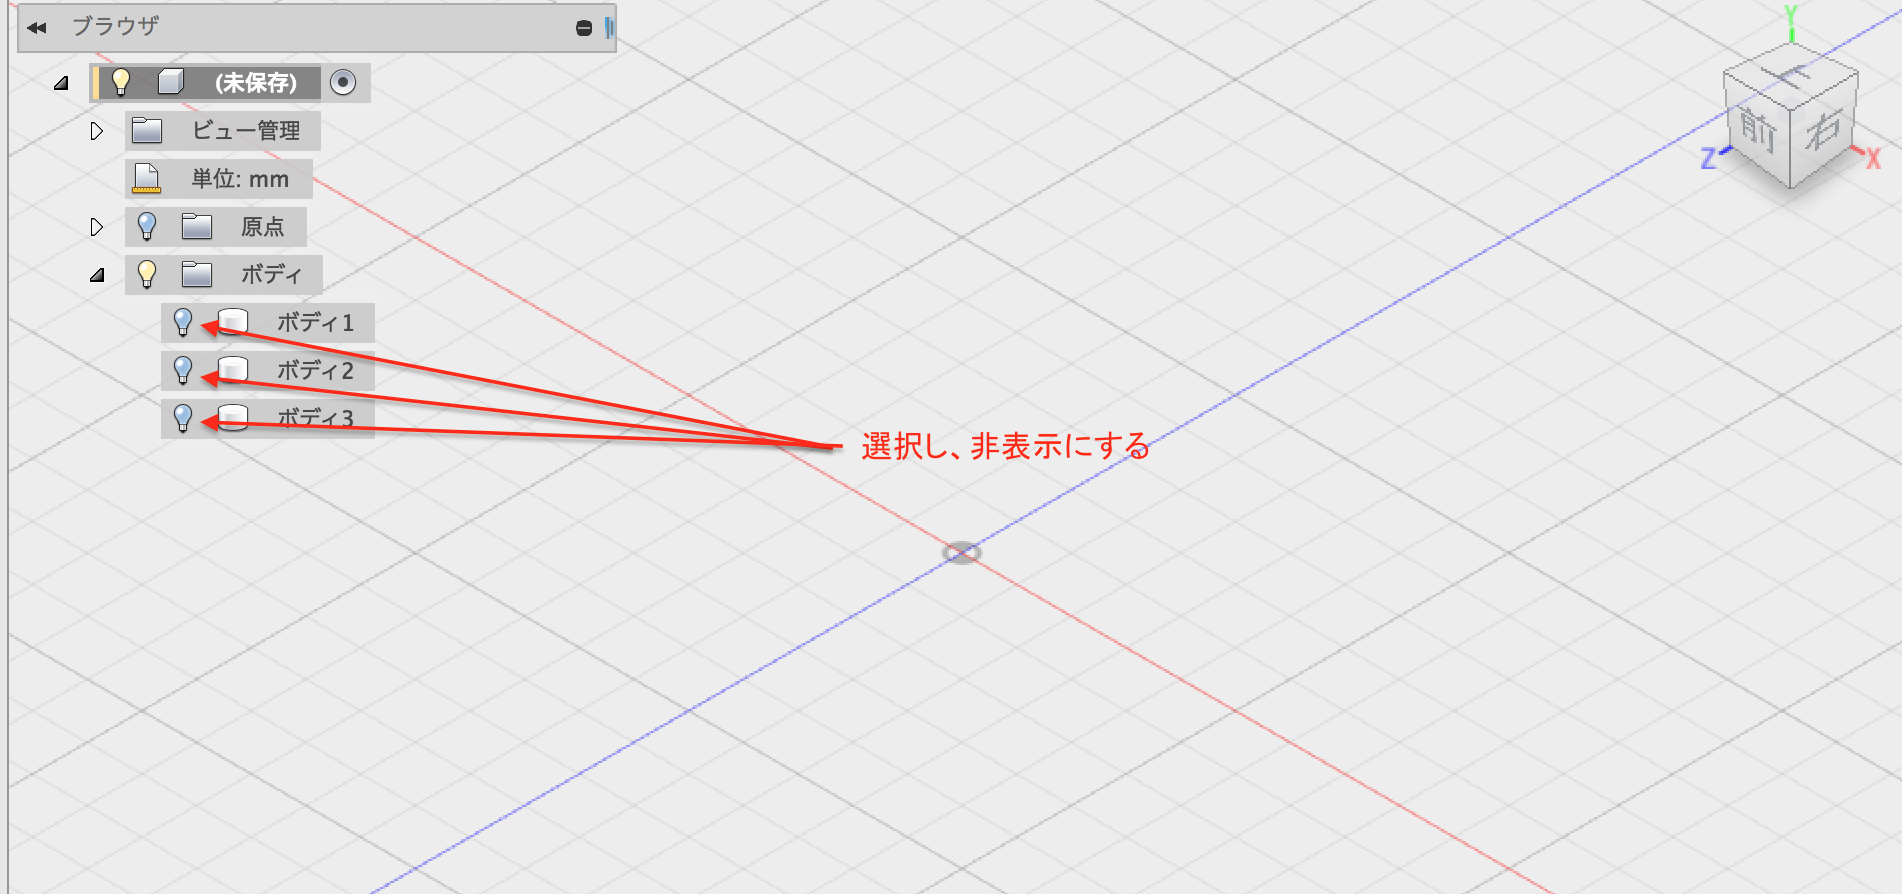 ブラウザ
(未保存)
ビュー管理
単位: mm
原点
ボディ
ボディ1
ボディ2
ボディ3
選択し、非表示にする
Y
上
前
右
Z
X